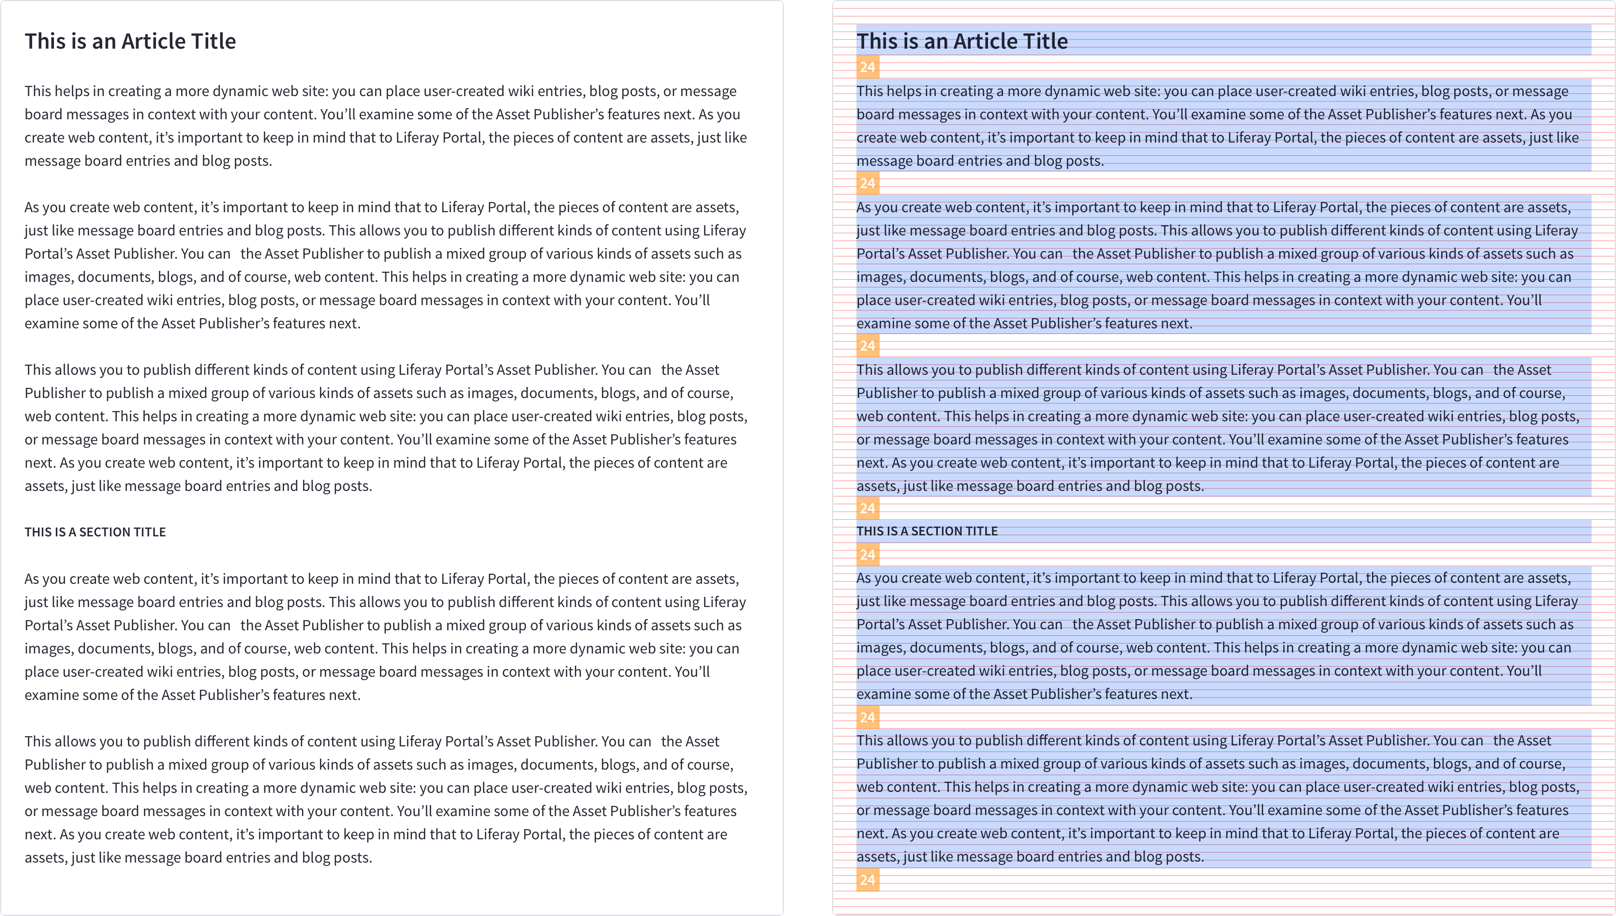 This is an Article Title
This helps in creating a more dynamic web site: you can place user-created wiki entries, blog posts, or message
board messages in context with your content. You’ll examine some of the Asset Publisher’s features next. As you
create web content, it’s important to keep in mind that to Liferay Portal, the pieces of content are assets, just like
message board entries and blog posts.
As you create web content, it’s important to keep in mind that to Liferay Portal, the pieces of content are assets,
just like message board entries and blog posts. This allows you to publish different kinds of content using Liferay
Portal’s Asset Publisher. You can the Asset Publisher to publish a mixed group of various kinds of assets such as
images, documents, blogs, and of course, web content. This helps in creating a more dynamic web site: you can
place user-created wiki entries, blog posts, or message board messages in context with your content. You’ll
examine some of the Asset Publisher’s features next.
This allows you to publish different kinds of content using Liferay Portal’s Asset Publisher. You can the Asset
Publisher to publish a mixed group of various kinds of assets such as images, documents, blogs, and of course,
web content. This helps in creating a more dynamic web site: you can place user-created wiki entries, blog posts,
or message board messages in context with your content. You’ll examine some of the Asset Publisher’s features
next. As you create web content, it’s important to keep in mind that to Liferay Portal, the pieces of content are
assets, just like message board entries and blog posts.
THIS IS A SECTION TITLE
As you create web content, it’s important to keep in mind that to Liferay Portal, the pieces of content are assets,
just like message board entries and blog posts. This allows you to publish different kinds of content using Liferay
Portal’s Asset Publisher. You can the Asset Publisher to publish a mixed group of various kinds of assets such as
images, documents, blogs, and of course, web content. This helps in creating a more dynamic web site: you can
place user-created wiki entries, blog posts, or message board messages in context with your content. You’ll
examine some of the Asset Publisher’s features next.
This allows you to publish different kinds of content using Liferay Portal’s Asset Publisher. You can the Asset
Publisher to publish a mixed group of various kinds of assets such as images, documents, blogs, and of course,
web content. This helps in creating a more dynamic web site: you can place user-created wiki entries, blog posts,
or message board messages in context with your content. You’ll examine some of the Asset Publisher’s features
next. As you create web content, it’s important to keep in mind that to Liferay Portal, the pieces of content are
assets, just like message board entries and blog posts.
This is an Article Title
24
This helps in creating a more dynamic web site: you can place user-created wiki entries, blog posts, or message
board messages in context with your content. You’ll examine some of the Asset Publisher’s features next. As you
create web content, it’s important to keep in mind that to Liferay Portal, the pieces of content are assets, just like
message board entries and blog posts.
24
As you create web content, it’s important to keep in mind that to Liferay Portal, the pieces of content are assets,
just like message board entries and blog posts. This allows you to publish different kinds of content using Liferay
Portal’s Asset Publisher. You can the Asset Publisher to publish a mixed group of various kinds of assets such as
images, documents, blogs, and of course, web content. This helps in creating a more dynamic web site: you can
place user-created wiki entries, blog posts, or message board messages in context with your content. You’ll
examine some of the Asset Publisher’s features next.
24
This allows you to publish different kinds of content using Liferay Portal’s Asset Publisher. You can the Asset
Publisher to publish a mixed group of various kinds of assets such as images, documents, blogs, and of course,
web content. This helps in creating a more dynamic web site: you can place user-created wiki entries, blog posts,
or message board messages in context with your content. You’ll examine some of the Asset Publisher’s features
next. As you create web content, it’s important to keep in mind that to Liferay Portal, the pieces of content are
assets, just like message board entries and blog posts.
24
THIS IS A SECTION TITLE
24
As you create web content, it’s important to keep in mind that to Liferay Portal, the pieces of content are assets,
just like message board entries and blog posts. This allows you to publish different kinds of content using Liferay
Portal’s Asset Publisher. You can the Asset Publisher to publish a mixed group of various kinds of assets such as
images, documents, blogs, and of course, web content. This helps in creating a more dynamic web site: you can
place user-created wiki entries, blog posts, or message board messages in context with your content. You’ll
examine some of the Asset Publisher’s features next.
24
This allows you to publish different kinds of content using Liferay Portal’s Asset Publisher. You can the Asset
Publisher to publish a mixed group of various kinds of assets such as images, documents, blogs, and of course,
web content. This helps in creating a more dynamic web site: you can place user-created wiki entries, blog posts,
or message board messages in context with your content. You’ll examine some of the Asset Publisher’s features
next. As you create web content, it’s important to keep in mind that to Liferay Portal, the pieces of content are
assets, just like message board entries and blog posts.
24